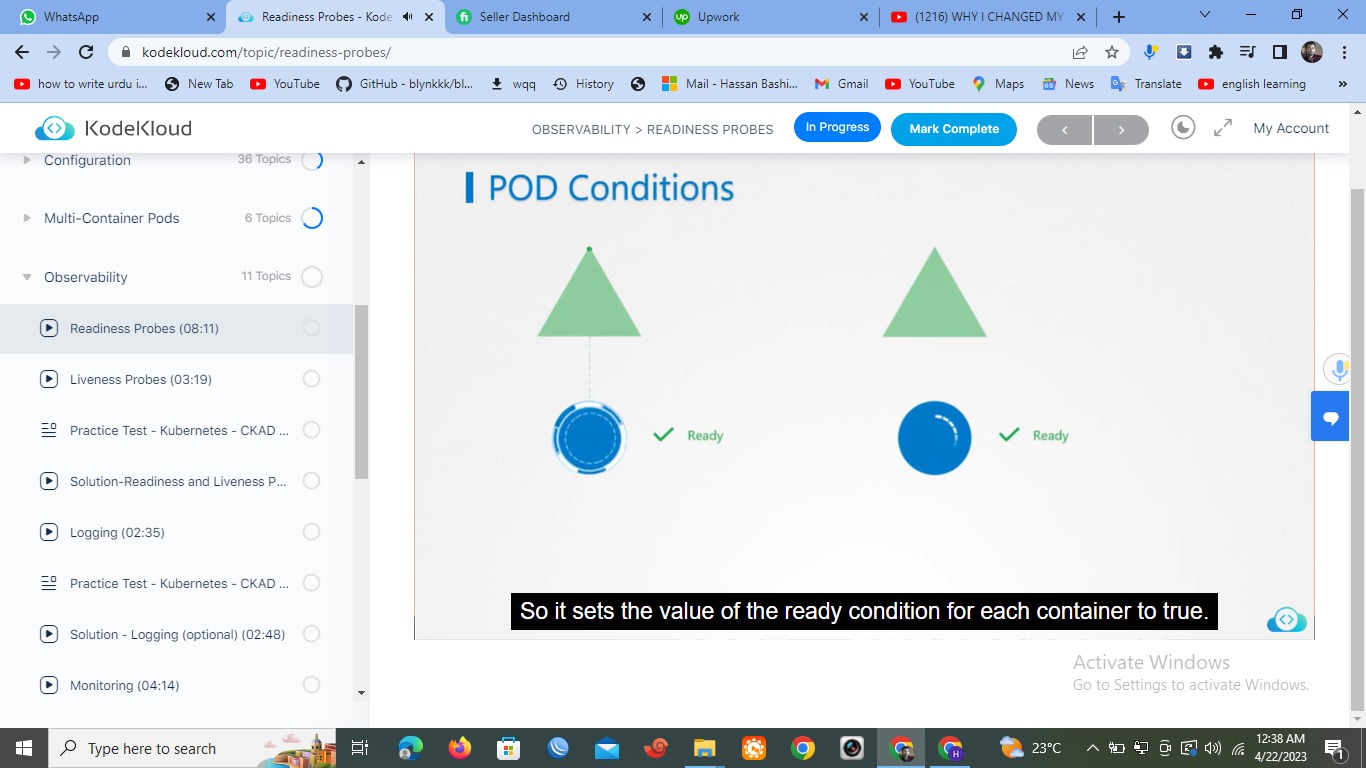 WhatsApp
Readiness Probes - Kode
Seller Dashboard
Upwork
(1216) WHY I CHANGED MY
kodekloud.com/topic/readiness-probes/
how to write urdu i...
New Tab
YouTube
GitHub - blynkkk/bl...
wqq
History
Mail - Hassan Bashi...
Gmail
YouTube
Maps
News
Translate
english learning
»
KodeKloud
OBSERVABILITY > READINESS PROBES
In Progress
Mark Complete
<
>
My Account
Configuration
36 Topics
Multi-Container Pods
6 Topics
Observability
11 Topics
Readiness Probes (08:11)
Liveness Probes (03:19)
Practice Test - Kubernetes - CKAD ...
Solution-Readiness and Liveness P...
Logging (02:35)
Practice Test - Kubernetes - CKAD ...
Solution - Logging (optional) (02:48)
Monitoring (04:14)
POD Conditions
Ready
Ready
So it sets the value of the ready condition for each container to true.
Activate Windows
Go to Settings to activate Windows.
Type here to search
23°C
12:38 AM
4/22/2023
1